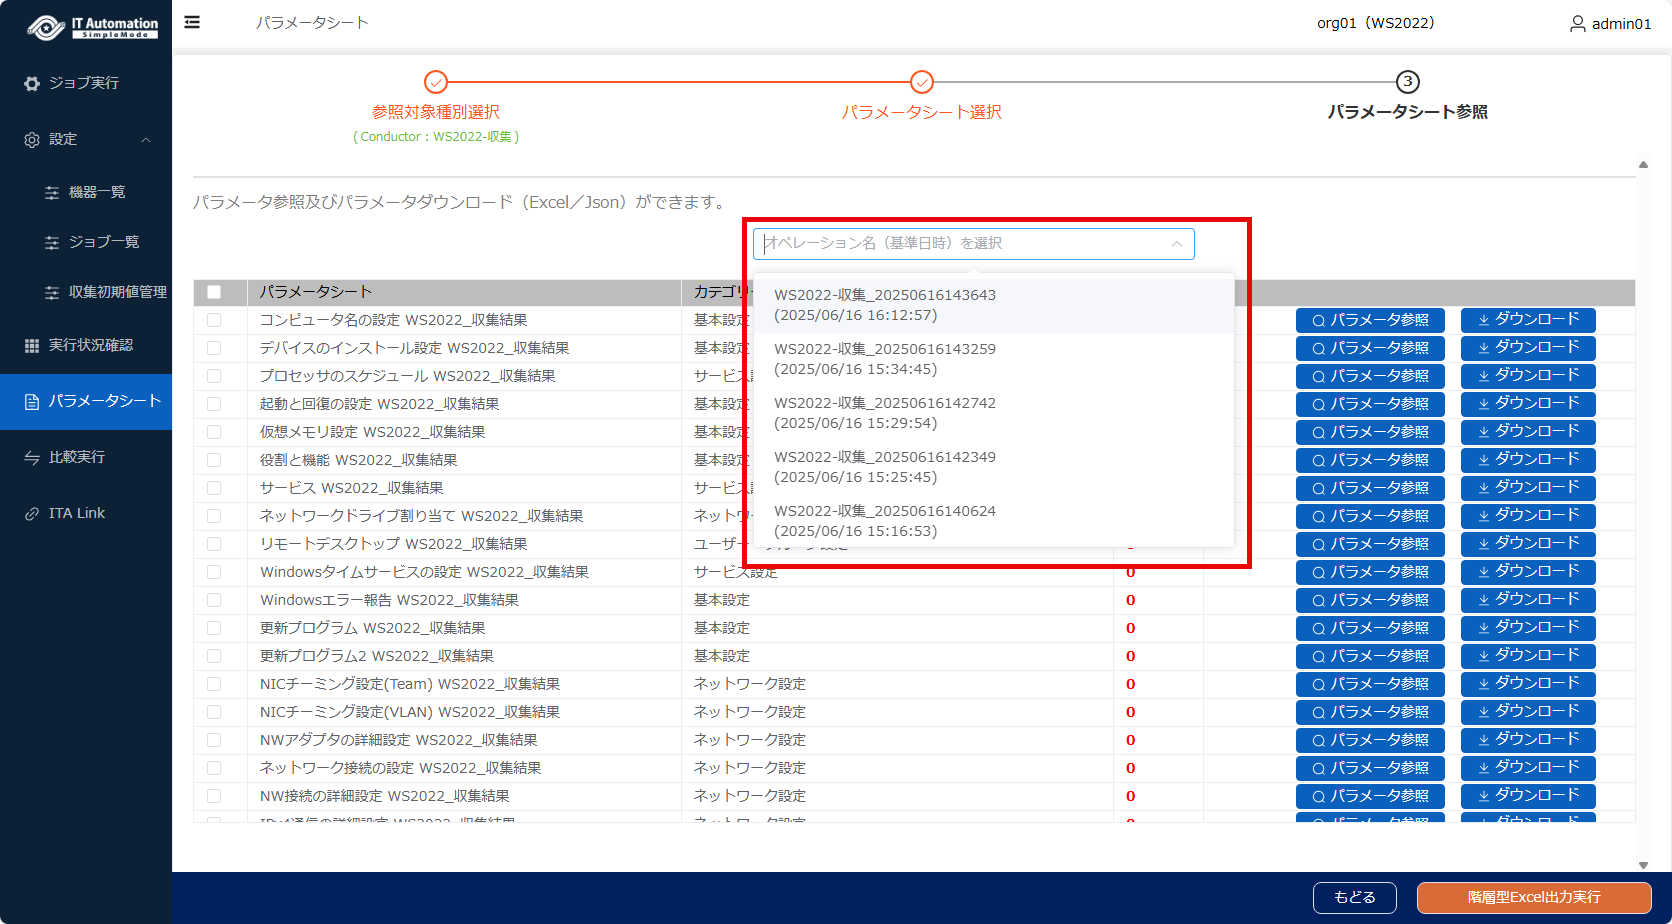 IT Automation
SimpleMode
パラメータシート
org01（WS2022）
admin01
ジョブ実行
設定
機器一覧
ジョブ一覧
収集初期値管理
実行状況確認
パラメータシート
比較実行
ITA Link
3
参照対象種別選択
パラメータシート選択
パラメータシート参照
( Conductor : WS2022-収集 )
パラメータ参照及びパラメータダウンロード（Excel／Json）ができます。
オペレーション名（基準日時）を選択
WS2022-収集_20250616143643
(2025/06/16 16:12:57)
WS2022-収集_20250616143259
(2025/06/16 15:34:45)
WS2022-収集_20250616142742
(2025/06/16 15:29:54)
WS2022-収集_20250616142349
(2025/06/16 15:25:45)
WS2022-収集_20250616140624
(2025/06/16 15:16:53)
パラメータシート カテゴリ
コンピュータ名の設定 WS2022_収集結果 基本設定 パラメータ参照 ダウンロード
デバイスのインストール設定 WS2022_収集結果 基本設定 パラメータ参照 ダウンロード
プロセッサのスケジュール WS2022_収集結果 サービス パラメータ参照 ダウンロード
起動と回復の設定 WS2022_収集結果 基本設定 パラメータ参照 ダウンロード
仮想メモリ設定 WS2022_収集結果 基本設定 パラメータ参照 ダウンロード
役割と機能 WS2022_収集結果 基本設定 パラメータ参照 ダウンロード
サービス WS2022_収集結果 サービス パラメータ参照 ダウンロード
ネットワークドライブ割り当て WS2022_収集結果 ネットワ パラメータ参照 ダウンロード
リモートデスクトップ WS2022_収集結果 ユーザー パラメータ参照 ダウンロード
Windowsタイムサービスの設定 WS2022_収集結果 サービス設定 0 パラメータ参照 ダウンロード
Windowsエラー報告 WS2022_収集結果 基本設定 0 パラメータ参照 ダウンロード
更新プログラム WS2022_収集結果 基本設定 0 パラメータ参照 ダウンロード
更新プログラム2 WS2022_収集結果 基本設定 0 パラメータ参照 ダウンロード
NICチーミング設定(Team) WS2022_収集結果 ネットワーク設定 0 パラメータ参照 ダウンロード
NICチーミング設定(VLAN) WS2022_収集結果 ネットワーク設定 0 パラメータ参照 ダウンロード
NWアダプタの詳細設定 WS2022_収集結果 ネットワーク設定 0 パラメータ参照 ダウンロード
ネットワーク接続の設定 WS2022_収集結果 ネットワーク設定 0 パラメータ参照 ダウンロード
NW接続の詳細設定 WS2022_収集結果 ネットワーク設定 0 パラメータ参照 ダウンロード
もどる
階層型Excel出力実行